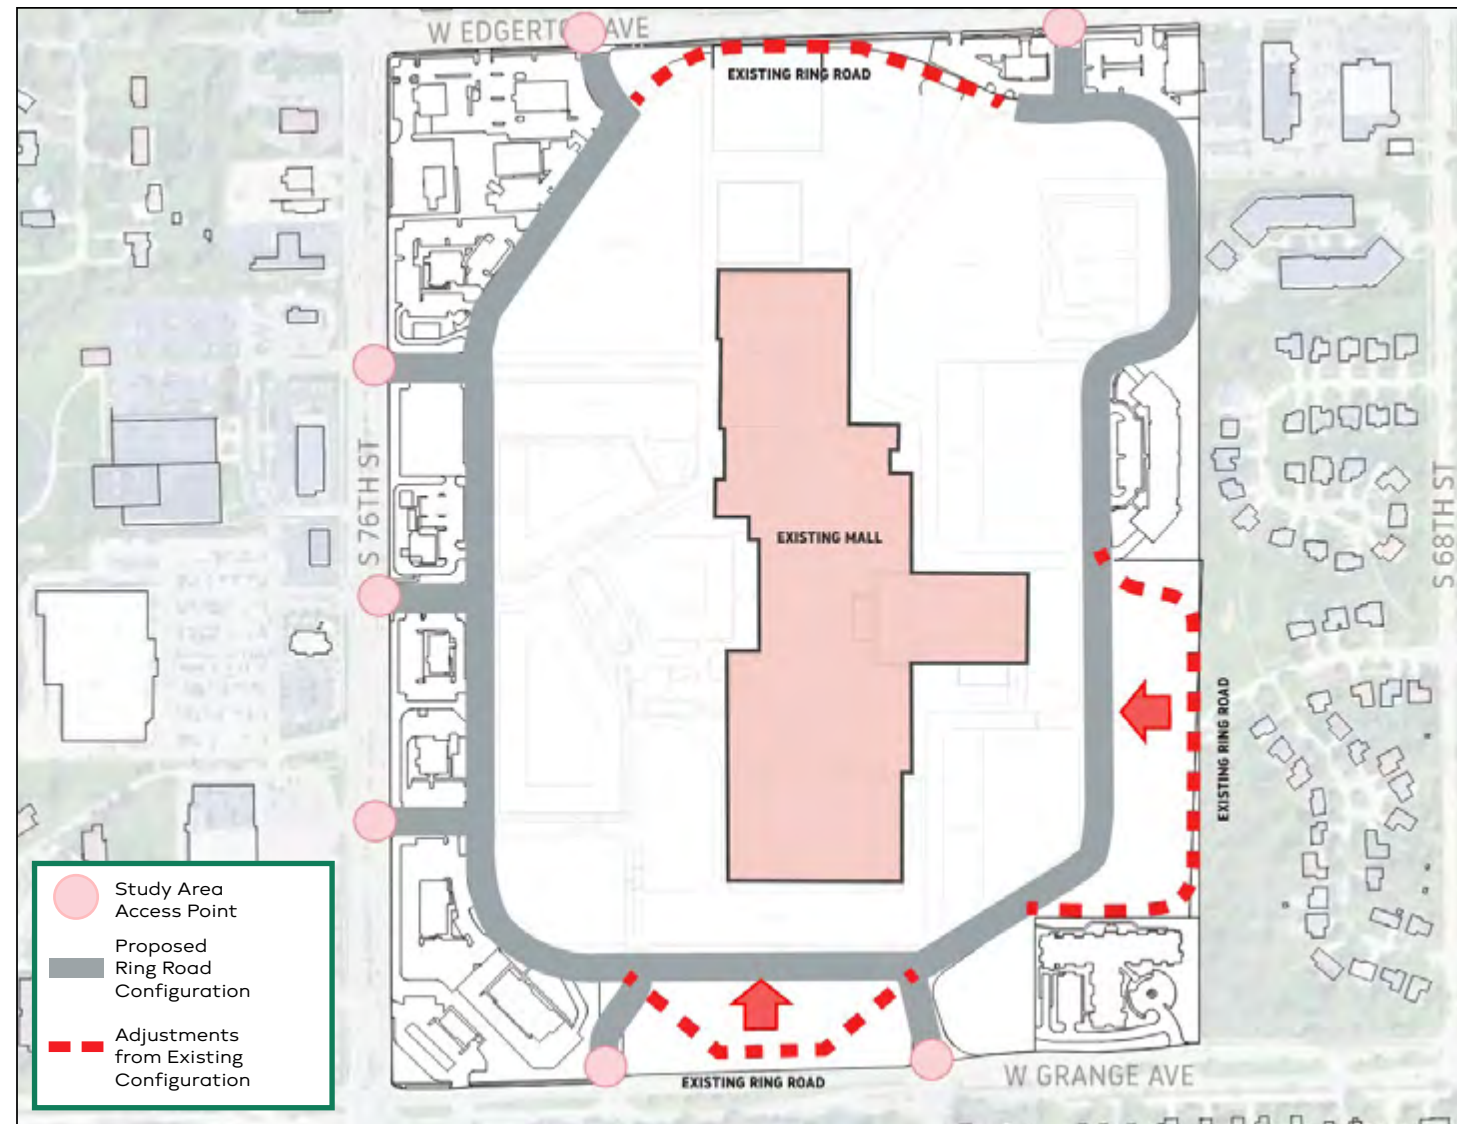 W EDGERTO AVE
EXISTING RING ROAD
S 76TH ST
EXISTING MALL
S 68TH ST
EXISTING RING ROAD
Study Area
Access Point
Proposed
Ring Road
Configuration
Adjustments
from Existing
Configuration
EXISTING RING ROAD
W GRANGE AVE